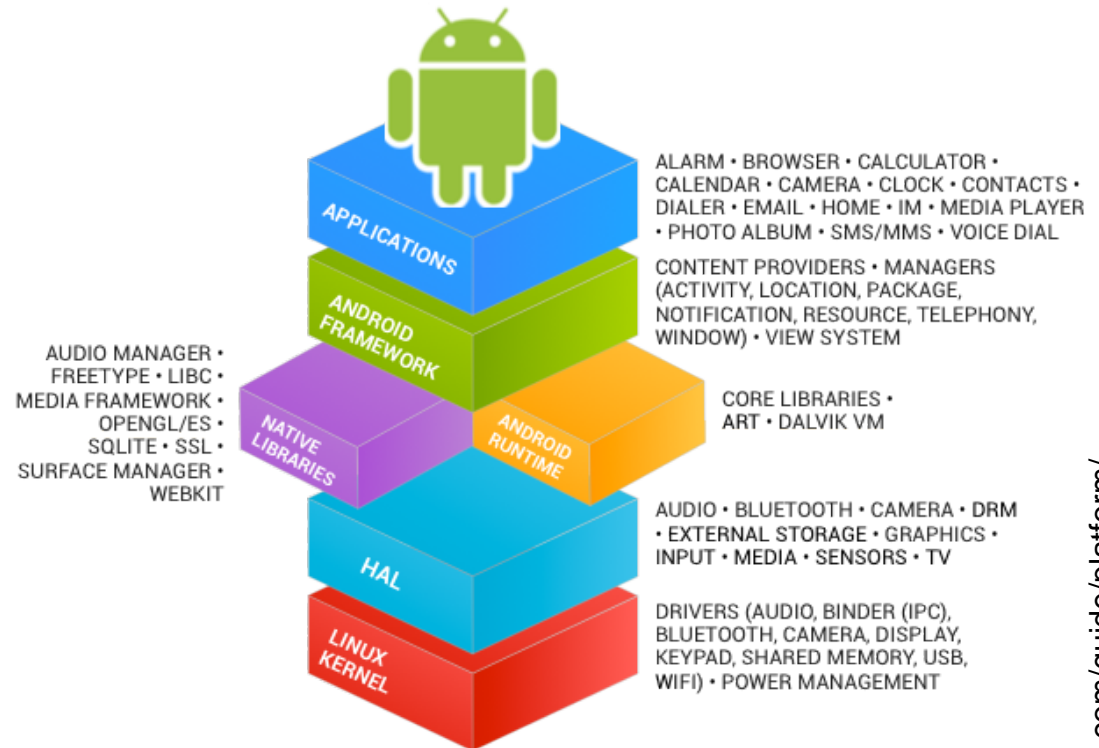 APPLICATIONS
ALARM • BROWSER • CALCULATOR •
CALENDAR • CAMERA • CLOCK • CONTACTS •
DIALER • EMAIL • HOME • IM • MEDIA PLAYER
• PHOTO ALBUM • SMS/MMS • VOICE DIAL
ANDROID
FRAMEWORK
CONTENT PROVIDERS • MANAGERS
(ACTIVITY, LOCATION, PACKAGE,
NOTIFICATION, RESOURCE, TELEPHONY,
WINDOW) • VIEW SYSTEM
AUDIO MANAGER •
FREETYPE • LIBC •
MEDIA FRAMEWORK •
OPENGL/ES •
SQLITE • SSL •
SURFACE MANAGER •
WEBKIT
NATIVE
LIBRARIES
ANDROID
RUNTIME
CORE LIBRARIES •
ART • DALVIK VM
HAL
AUDIO • BLUETOOTH • CAMERA • DRM
• EXTERNAL STORAGE • GRAPHICS •
INPUT • MEDIA • SENSORS • TV
LINUX
KERNEL
DRIVERS (AUDIO, BINDER (IPC),
BLUETOOTH, CAMERA, DISPLAY,
KEYPAD, SHARED MEMORY, USB,
WIFI) • POWER MANAGEMENT
com/guide/platform/